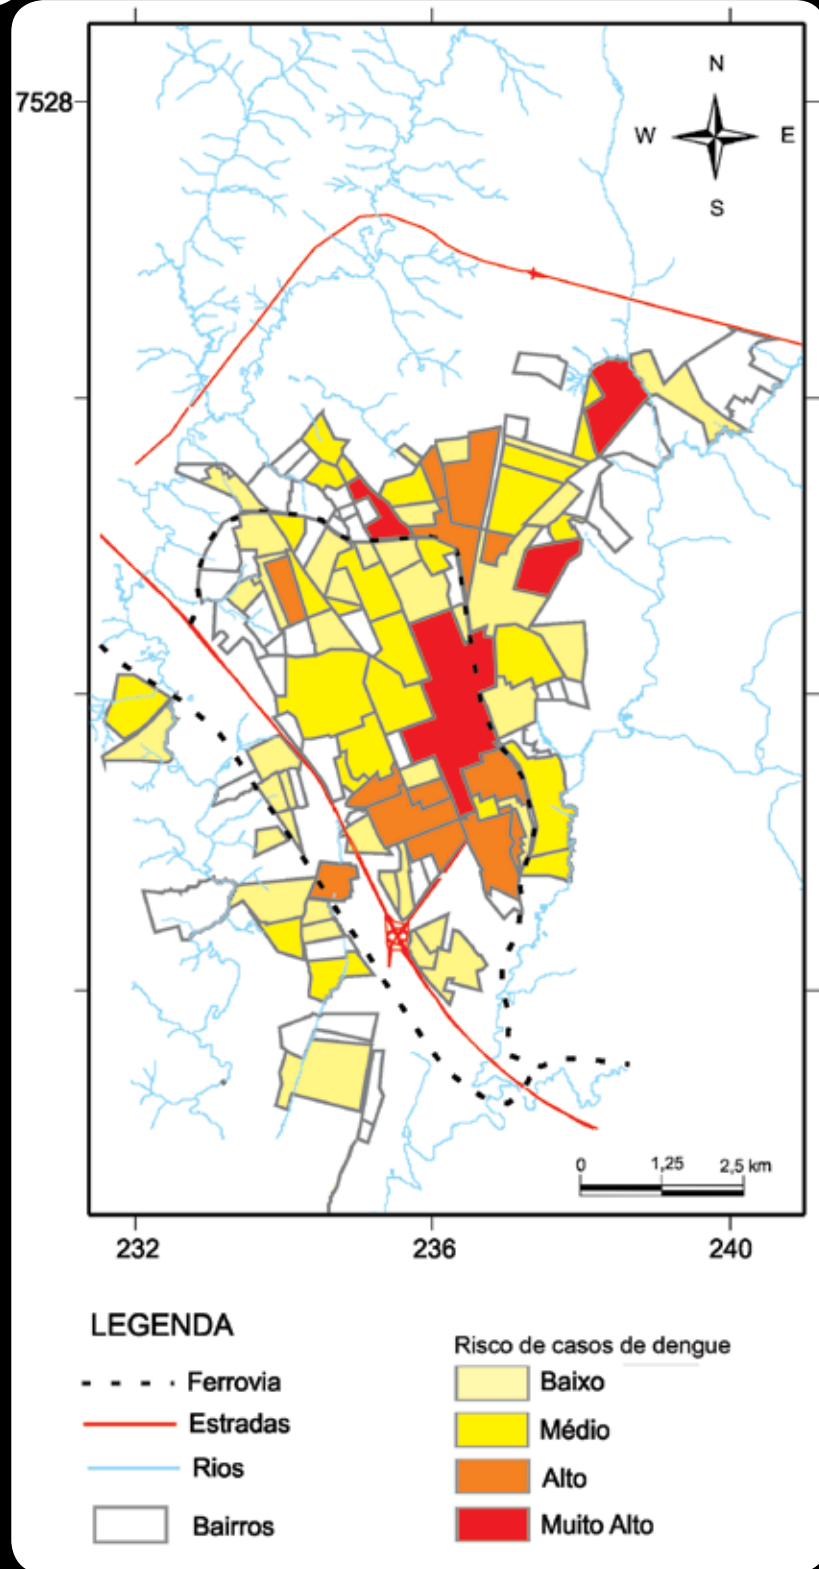 N
7528
W E
S
0 1,25 2,5 km
232 236 240
LEGENDA
Ferrovia
Estradas
Rios
Bairros
Risco de casos de dengue
Baixo
Médio
Alto
Muito Alto